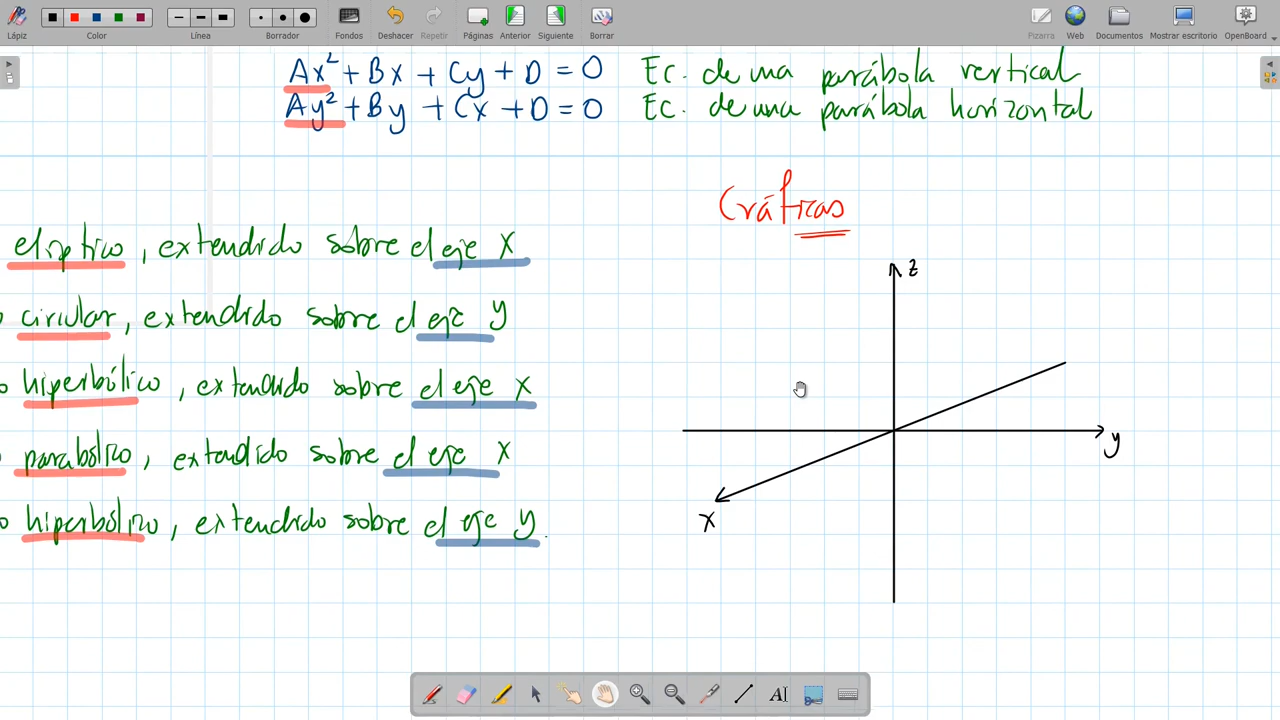 Lápiz Color Línea Borrador Fondos Deshacer Repetir Páginas Anterior Siguiente Borrar Pizarra Web Documentos Mostrar escritorio OpenBoard
Ax² + Bx + Cy + D = 0 Ec. de una parábola vertical
Ay² + By + Cx + D = 0 Ec. de una parábola horizontal
Gráficas
elíptico, extendido sobre el eje X
o circular, extendido sobre el eje y
o hiperbólico, extendido sobre el eje x
o parabólico, extendido sobre el eje x
o hiperbólico, extendido sobre el eje y.
z
y
x